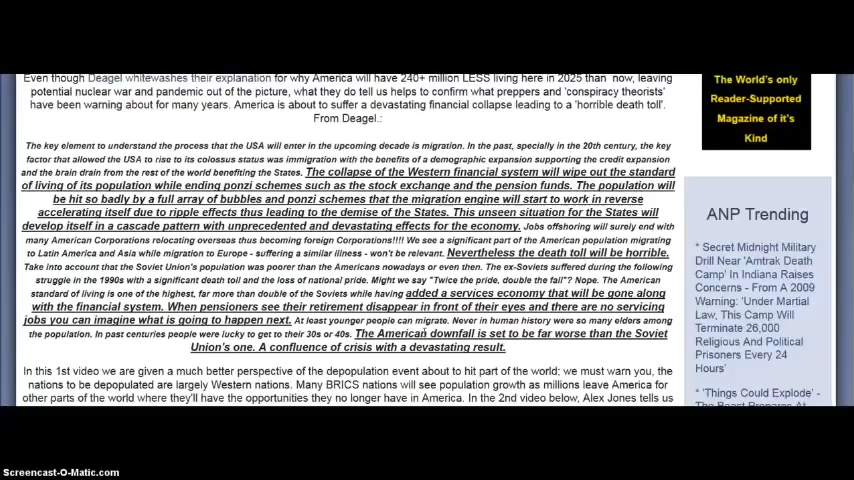 Even though Deagel whitewashes their explanation for why America will have 240+ million LESS living here in 2025 than now, leaving
potential nuclear war and pandemic out of the picture, what they do tell us helps to confirm what preppers and 'conspiracy theorists'
have been warning about for many years. America is about to suffer a devastating financial collapse leading to a 'horrible death toll'.
From Deagel.:
The key element to understand the process that the USA will enter in the upcoming decade is migration. In the past, specially in the 20th century, the key
factor that allowed the USA to rise to its colossus status was immigration with the benefits of a demographic expansion supporting the credit expansion
and the brain drain from the rest of the world benefiting the States. The collapse of the Western financial system will wipe out the standard
of living of its population while ending ponzi schemes such as the stock exchange and the pension funds. The population will
be hit so badly by a full array of bubbles and ponzi schemes that the migration engine will start to work in reverse
accelerating itself due to ripple effects thus leading to the demise of the States. This unseen situation for the States will
develop itself in a cascade pattern with unprecedented and devastating effects for the economy. Jobs offshoring will surely end with
many American Corporations relocating overseas thus becoming foreign Corporations!!!! We see a significant part of the American population migrating
to Latin America and Asia while migration to Europe - suffering a similar illness - won't be relevant. Nevertheless the death toll will be horrible.
Take into account that the Soviet Union's population was poorer than the Americans nowadays or even then. The ex-Soviets suffered during the following
struggle in the 1990s with a significant death toll and the loss of national pride. Might we say "Twice the pride, double the fall"? Nope. The American
standard of living is one of the highest, far more than double of the Soviets while having added a services economy that will be gone along
with the financial system. When pensioners see their retirement disappear in front of their eyes and there are no servicing
jobs you can imagine what is going to happen next. At least younger people can migrate. Never in human history were so many elders among
the population. In past centuries people were lucky to get to their 30s or 40s. The American downfall is set to be far worse than the Soviet
Union's one. A confluence of crisis with a devastating result.
In this 1st video we are given a much better perspective of the depopulation event about to hit part of the world; we must warn you, the
nations to be depopulated are largely Western nations. Many BRICS nations will see population growth as millions leave America for
other parts of the world where they'll have the opportunities they no longer have in America. In the 2nd video below, Alex Jones tells us
The World's only
Reader-Supported
Magazine of it's
Kind
ANP Trending
* Secret Midnight Military
Drill Near 'Amtrak Death
Camp' In Indiana Raises
Concerns - From A 2009
Warning: 'Under Martial
Law, This Camp Will
Terminate 26,000
Religious And Political
Prisoners Every 24
Hours'
* 'Things Could Explode' -
The Beast Prepares At
Screencast-O-Matic.com